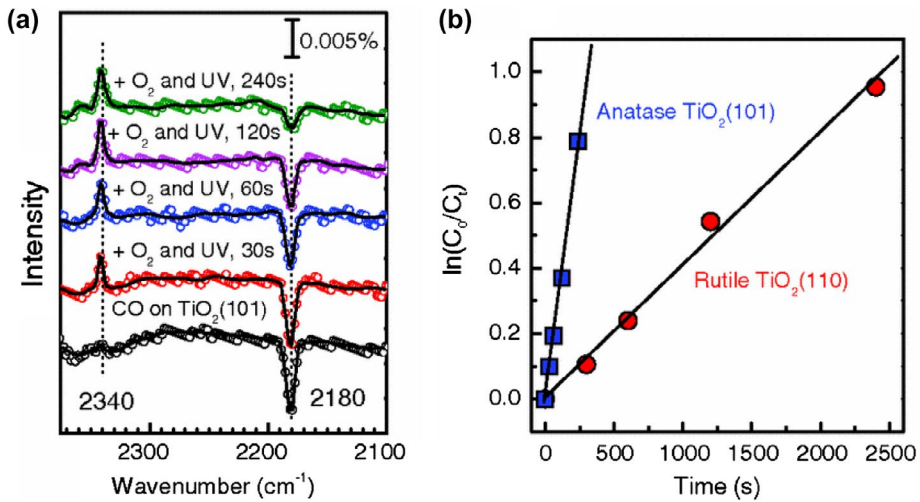 (a)
0.005%
+ O₂ and UV, 240s
+ O₂ and UV, 120s
+ O₂ and UV, 60s
+ O₂ and UV, 30s
CO on TiO₂(101)
2340
2180
2300
2200
2100
Wavenumber (cm⁻¹)
Intensity
(b)
1.0
0.8
0.6
0.4
0.2
0.0
ln(C₀/Cₜ)
Anatase TiO₂(101)
Rutile TiO₂(110)
0 500 1000 1500 2000 2500
Time (s)